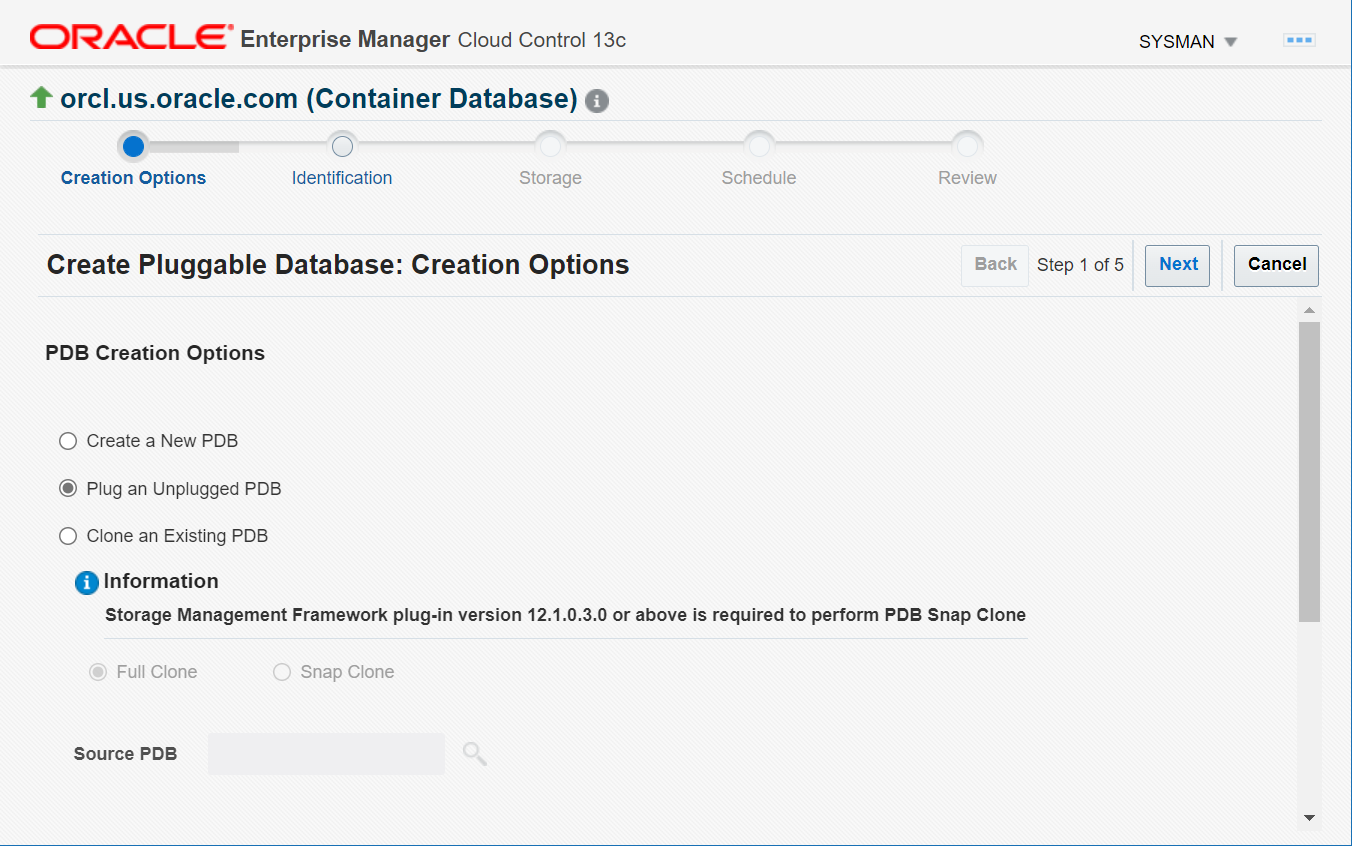 ORACLE® Enterprise Manager Cloud Control 13c
SYSMAN
orcl.us.oracle.com (Container Database)
Creation Options
Identification
Storage
Schedule
Review
Create Pluggable Database: Creation Options
Back
Step 1 of 5
Next
Cancel
PDB Creation Options
Create a New PDB
Plug an Unplugged PDB
Clone an Existing PDB
Information
Storage Management Framework plug-in version 12.1.0.3.0 or above is required to perform PDB Snap Clone
Full Clone
Snap Clone
Source PDB